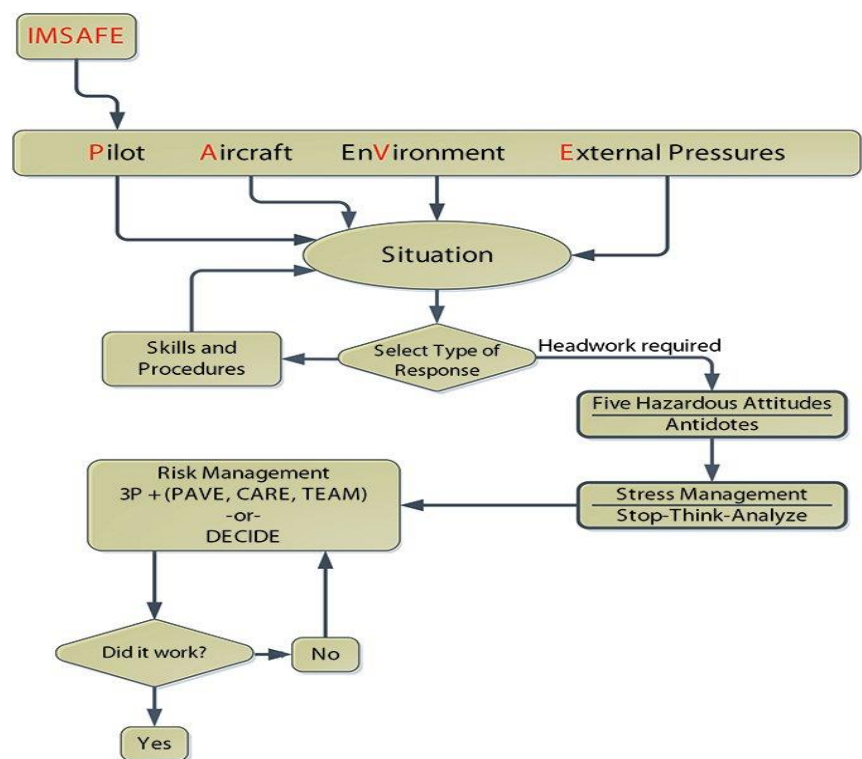 IMSAFE
Pilot Aircraft EnVironment External Pressures
Situation
Select Type of
Response
Headwork required
Skills and
Procedures
Five Hazardous Attitudes
Antidotes
Stress Management
Stop-Think-Analyze
Risk Management
3P + (PAVE, CARE, TEAM)
-or-
DECIDE
Did it work?
No
Yes